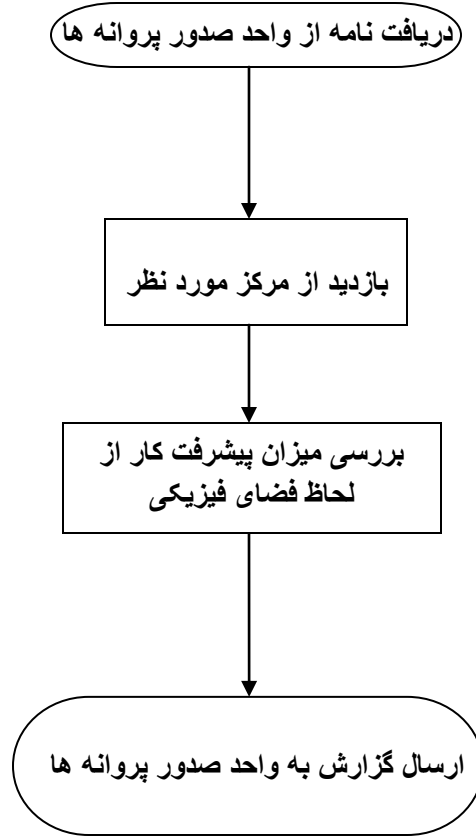 دریافت نامه از واحد صدور پروانه ها
بازدید از مرکز مورد نظر
بررسی میزان پیشرفت کار از
لحاظ فضای فیزیکی
ارسال گزارش به واحد صدور پروانه ها